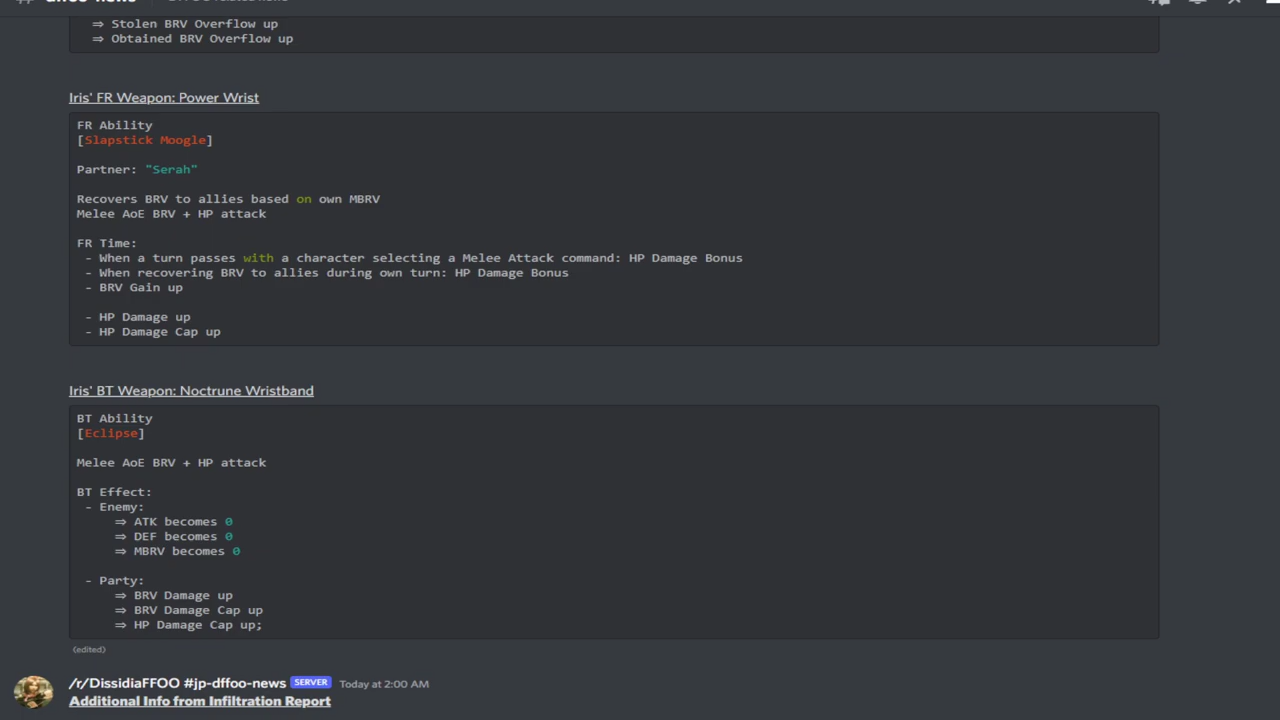 ⇒ Stolen BRV Overflow up
⇒ Obtained BRV Overflow up
Iris' FR Weapon: Power Wrist
FR Ability
[Slapstick Moogle]
Partner: "Serah"
Recovers BRV to allies based on own MBRV
Melee AoE BRV + HP attack
FR Time:
- When a turn passes with a character selecting a Melee Attack command: HP Damage Bonus
- When recovering BRV to allies during own turn: HP Damage Bonus
- BRV Gain up
- HP Damage up
- HP Damage Cap up
Iris' BT Weapon: Noctrune Wristband
BT Ability
[Eclipse]
Melee AoE BRV + HP attack
BT Effect:
- Enemy:
⇒ ATK becomes 0
⇒ DEF becomes 0
⇒ MBRV becomes 0
- Party:
⇒ BRV Damage up
⇒ BRV Damage Cap up
⇒ HP Damage Cap up;
(edited)
/r/DissidiaFFOO #jp-dffoo-news SERVER Today at 2:00 AM
Additional Info from Infiltration Report